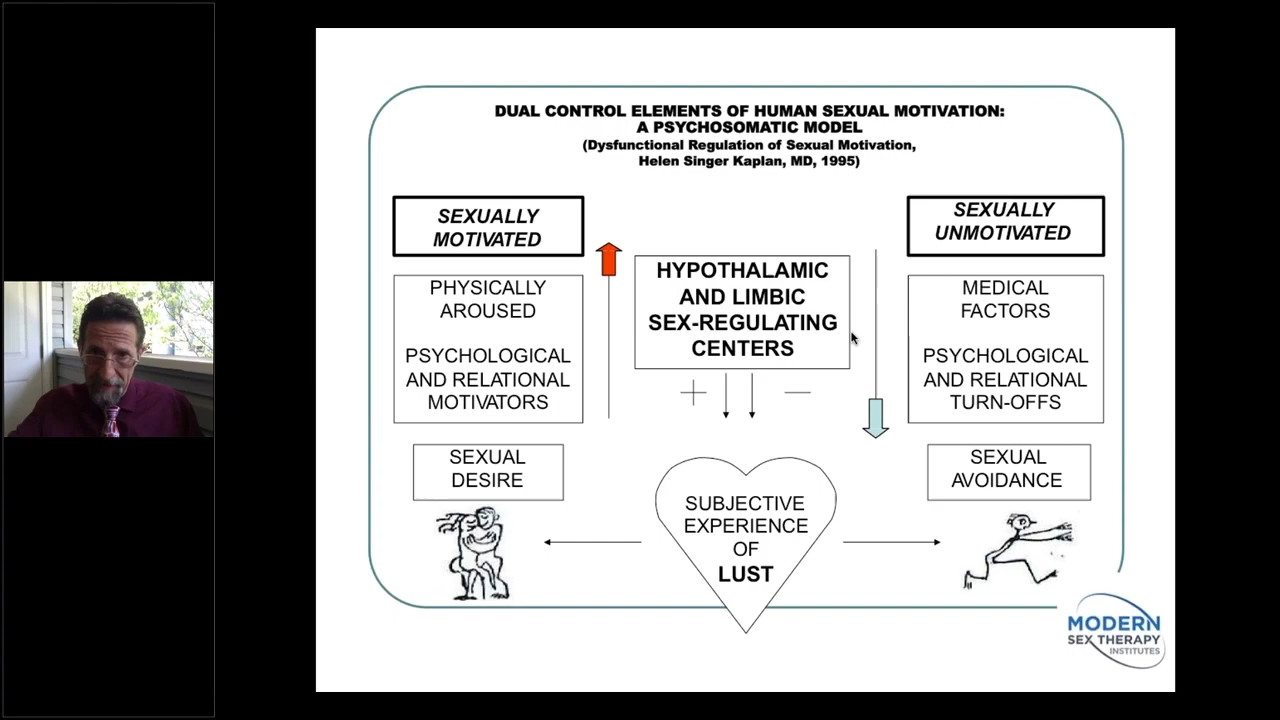 DUAL CONTROL ELEMENTS OF HUMAN SEXUAL MOTIVATION:
A PSYCHOSOMATIC MODEL
(Dysfunctional Regulation of Sexual Motivation,
Helen Singer Kaplan, MD, 1995)
SEXUALLY
MOTIVATED
PHYSICALLY
AROUSED
PSYCHOLOGICAL
AND RELATIONAL
MOTIVATORS
SEXUAL
DESIRE
HYPOTHALAMIC
AND LIMBIC
SEX-REGULATING
CENTERS
+ −
SUBJECTIVE
EXPERIENCE
OF
LUST
SEXUALLY
UNMOTIVATED
MEDICAL
FACTORS
PSYCHOLOGICAL
AND RELATIONAL
TURN-OFFS
SEXUAL
AVOIDANCE
MODERN
SEX THERAPY
INSTITUTES